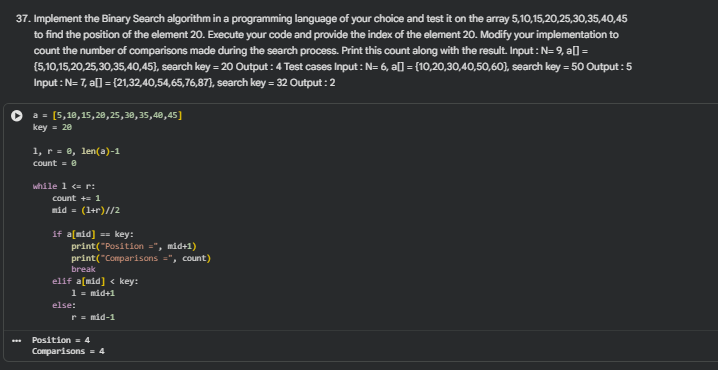 37. Implement the Binary Search algorithm in a programming language of your choice and test it on the array 5,10,15,20,25,30,35,40,45
to find the position of the element 20. Execute your code and provide the index of the element 20. Modify your implementation to
count the number of comparisons made during the search process. Print this count along with the result. Input : N= 9, a[] =
{5,10,15,20,25,30,35,40,45}, search key = 20 Output : 4 Test cases Input : N= 6, a[] = {10,20,30,40,50,60}, search key = 50 Output : 5
Input : N= 7, a[] = {21,32,40,54,65,76,87}, search key = 32 Output : 2
a = [5,10,15,20,25,30,35,40,45]
key = 20
l, r = 0, len(a)-1
count = 0
while l <= r:
count += 1
mid = (l+r)//2
if a[mid] == key:
print("Position =", mid+1)
print("Comparisons =", count)
break
elif a[mid] < key:
l = mid+1
else:
r = mid-1
... Position = 4
Comparisons = 4